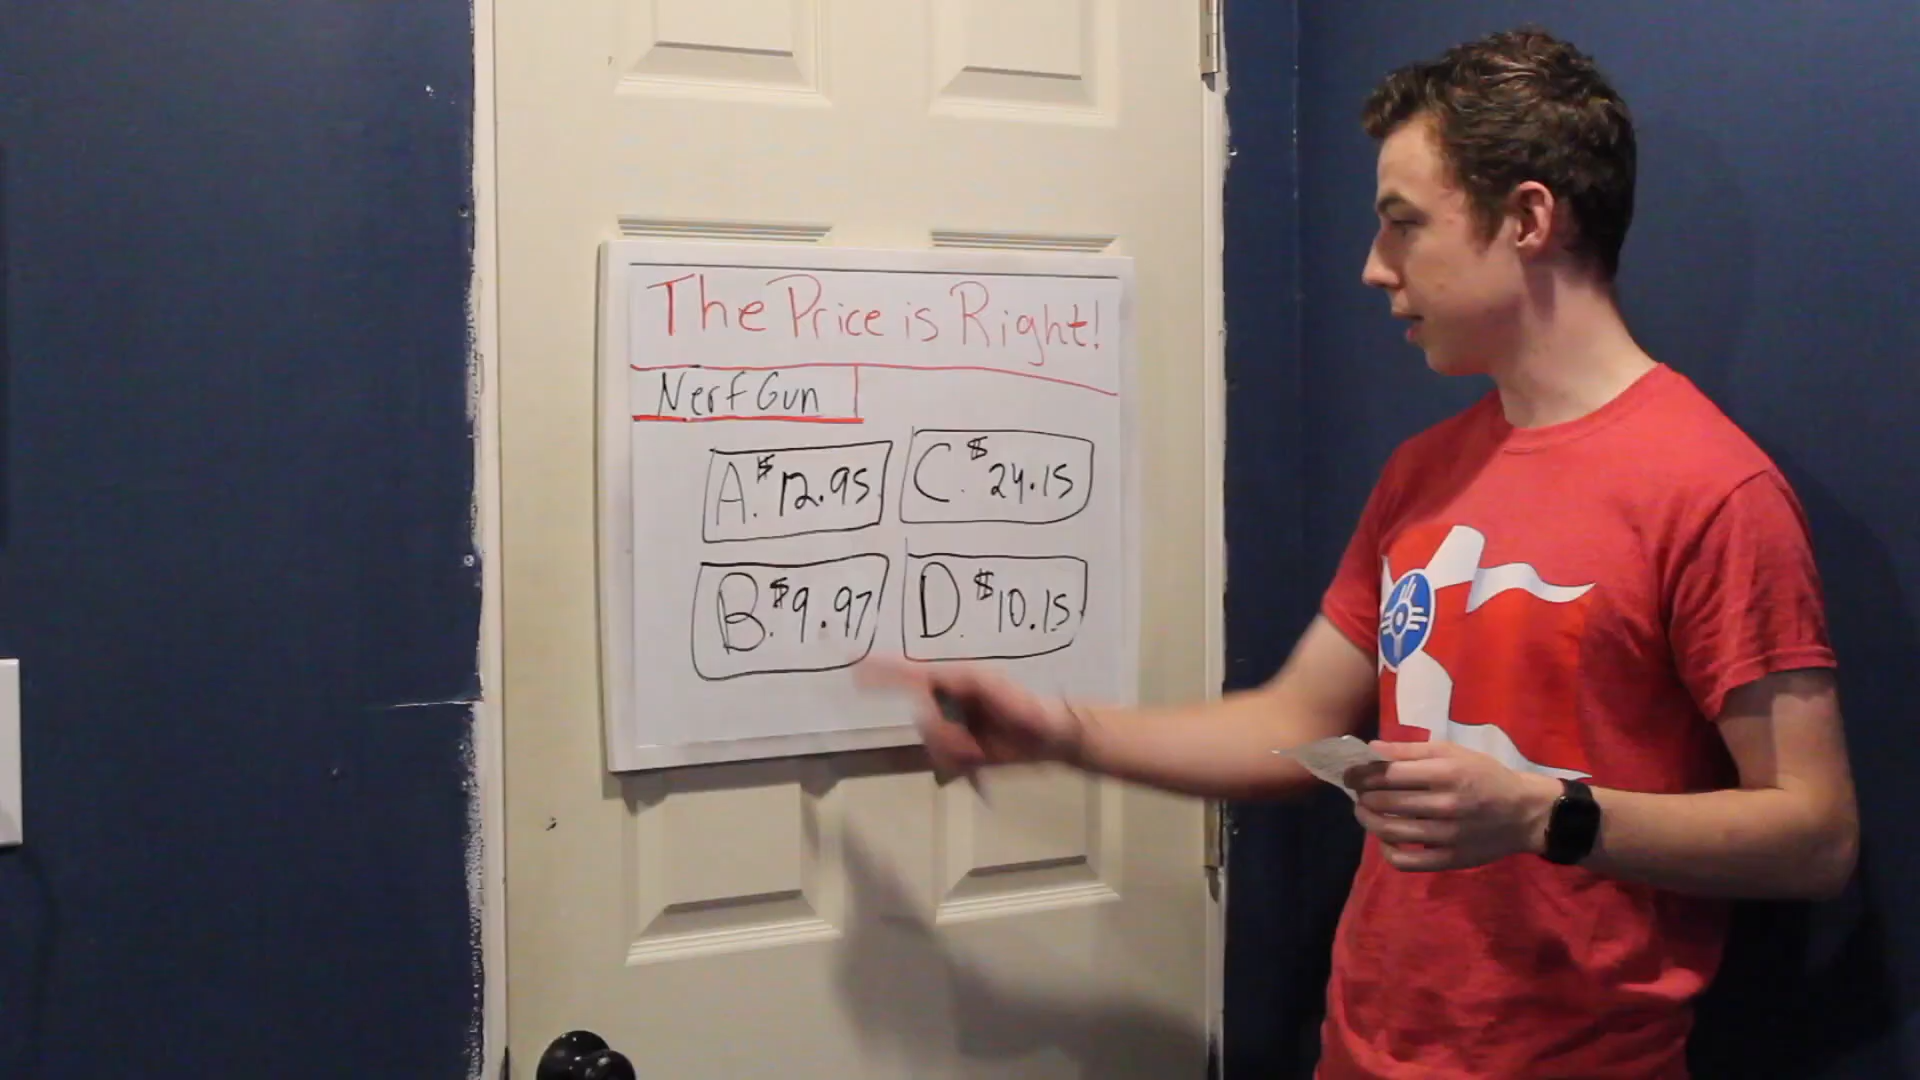 The Price is Right!
Nerf Gun
A. $12.95
C. $24.15
B. $9.97
D. $10.15